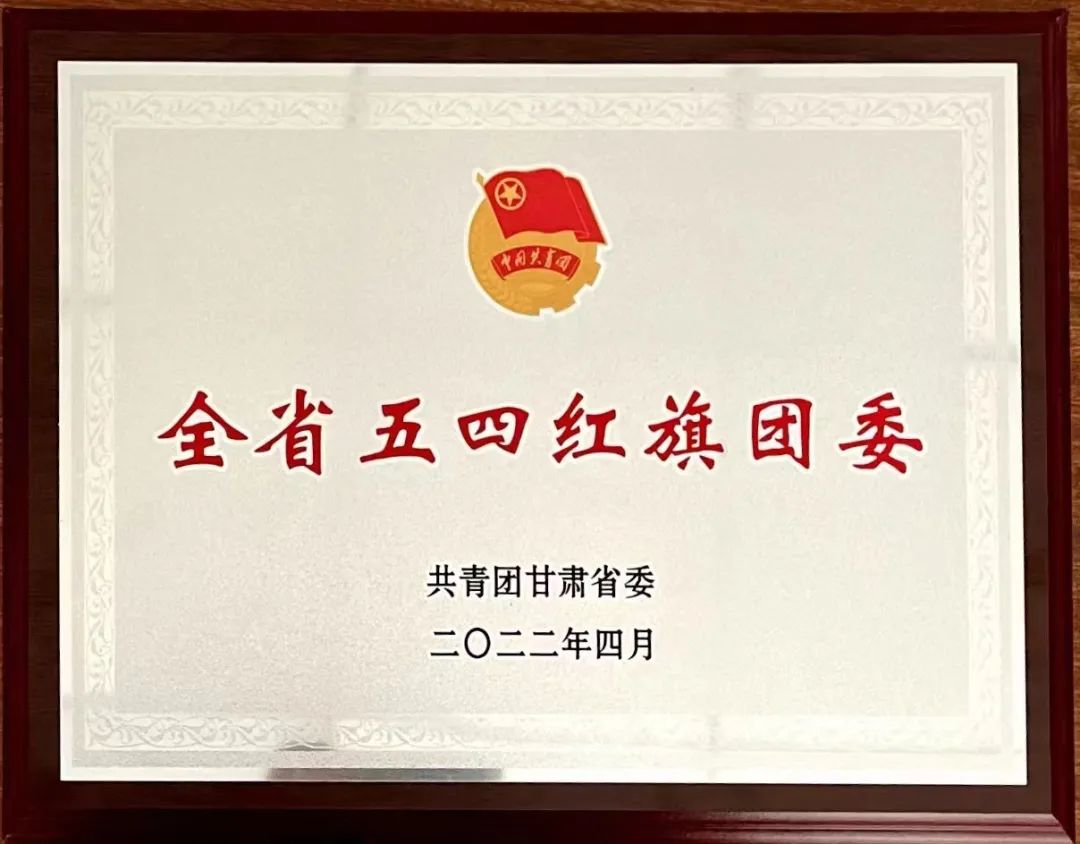 中国共青团
全省五四红旗团委
共青团甘肃省委
二〇二二年四月